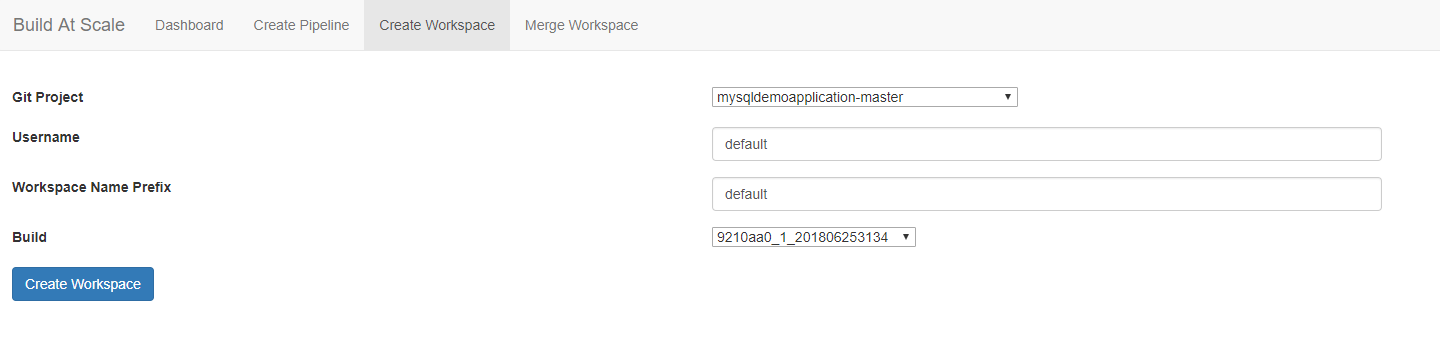 Build At Scale Dashboard Create Pipeline Create Workspace Merge Workspace
Git Project mysqldemoapplication-master
Username default
Workspace Name Prefix default
Build 9210aa0_1_201806253134
Create Workspace